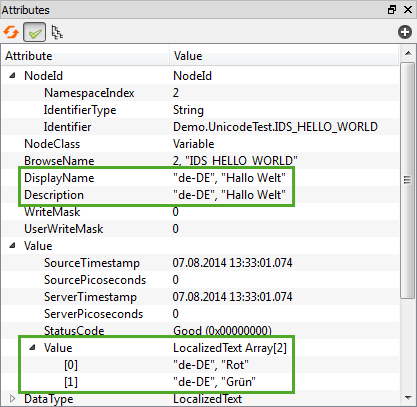 Attributes
Attribute Value
NodeId NodeId
NamespaceIndex 2
IdentifierType String
Identifier Demo.UnicodeTest.IDS_HELLO_WORLD
NodeClass Variable
BrowseName 2, "IDS_HELLO_WORLD"
DisplayName "de-DE", "Hallo Welt"
Description "de-DE", "Hallo Welt"
WriteMask 0
UserWriteMask 0
Value
SourceTimestamp 07.08.2014 13:33:01.074
SourcePicoseconds 0
ServerTimestamp 07.08.2014 13:33:01.074
ServerPicoseconds 0
StatusCode Good (0x00000000)
Value LocalizedText Array[2]
[0] "de-DE", "Rot"
[1] "de-DE", "Grün"
DataType LocalizedText